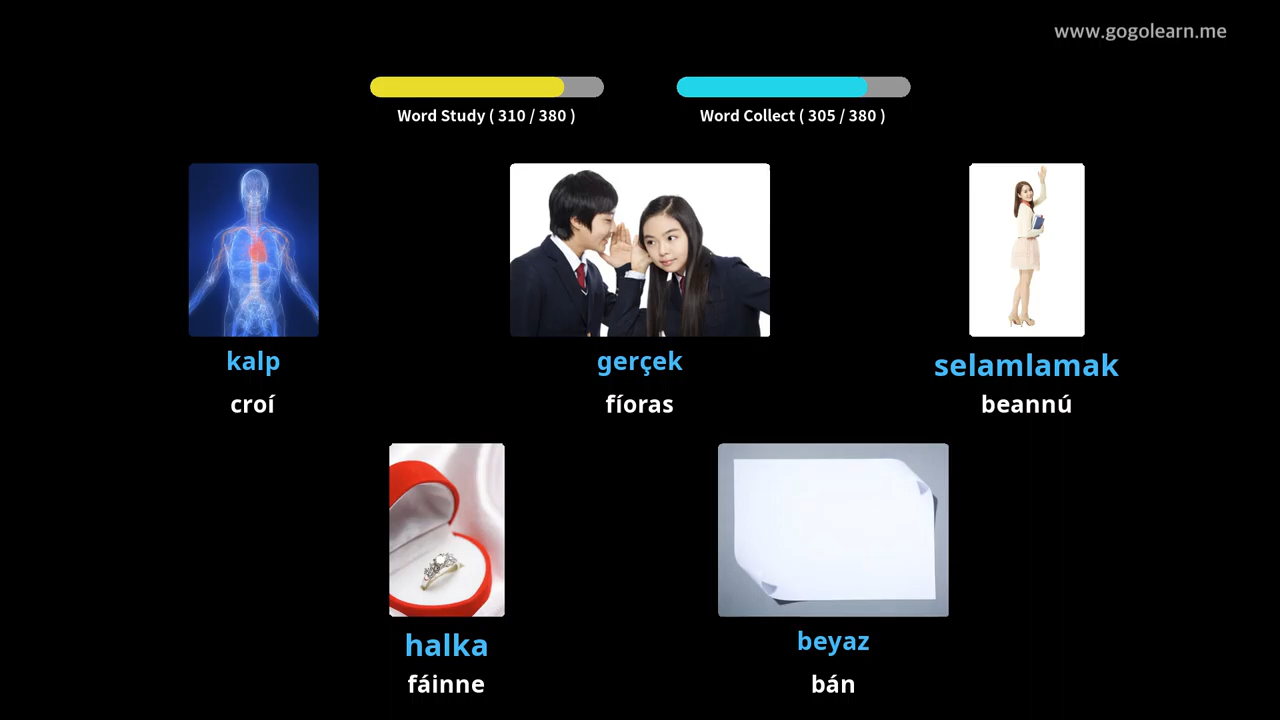 www.gogolearn.me
Word Study ( 310 / 380 )
Word Collect ( 305 / 380 )
kalp
croí
gerçek
fíoras
selamlamak
beannú
halka
fáinne
beyaz
bán